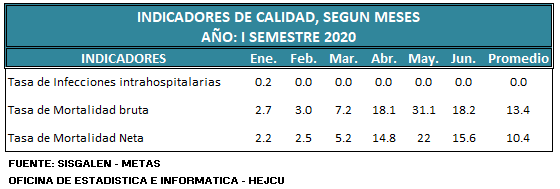 INDICADORES DE CALIDAD, SEGUN MESES
AÑO: I SEMESTRE 2020
INDICADORES Ene. Feb. Mar. Abr. May. Jun. Promedio
Tasa de Infecciones intrahospitalarias 0.2 0.0 0.0 0.0 0.0 0.0 0.0
Tasa de Mortalidad bruta 2.7 3.0 7.2 18.1 31.1 18.2 13.4
Tasa de Mortalidad Neta 2.2 2.5 5.2 14.8 22 15.6 10.4
FUENTE: SISGALEN - METAS
OFICINA DE ESTADISTICA E INFORMATICA - HEJCU